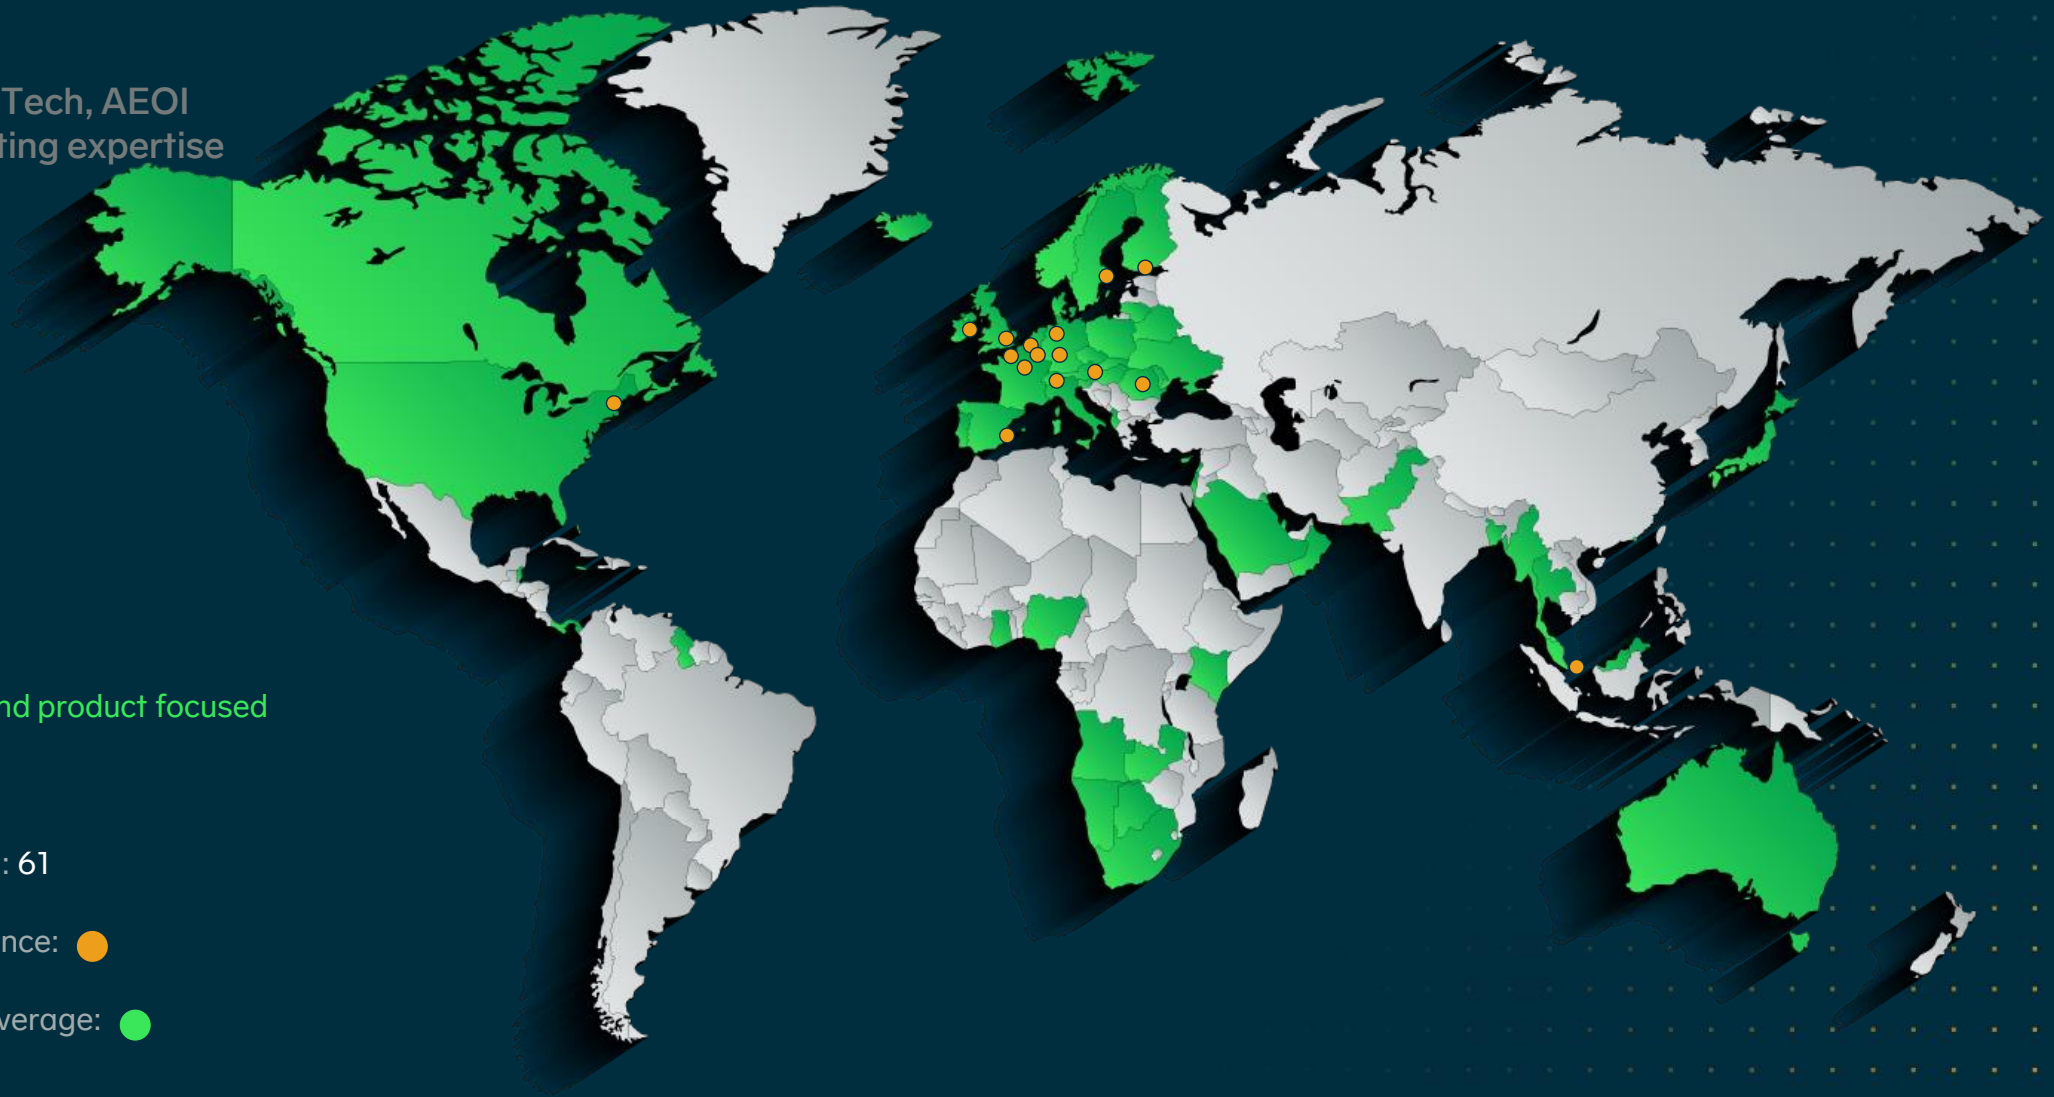 Tech, AEOI
ting expertise
nd product focused
: 61
nce:
verage: